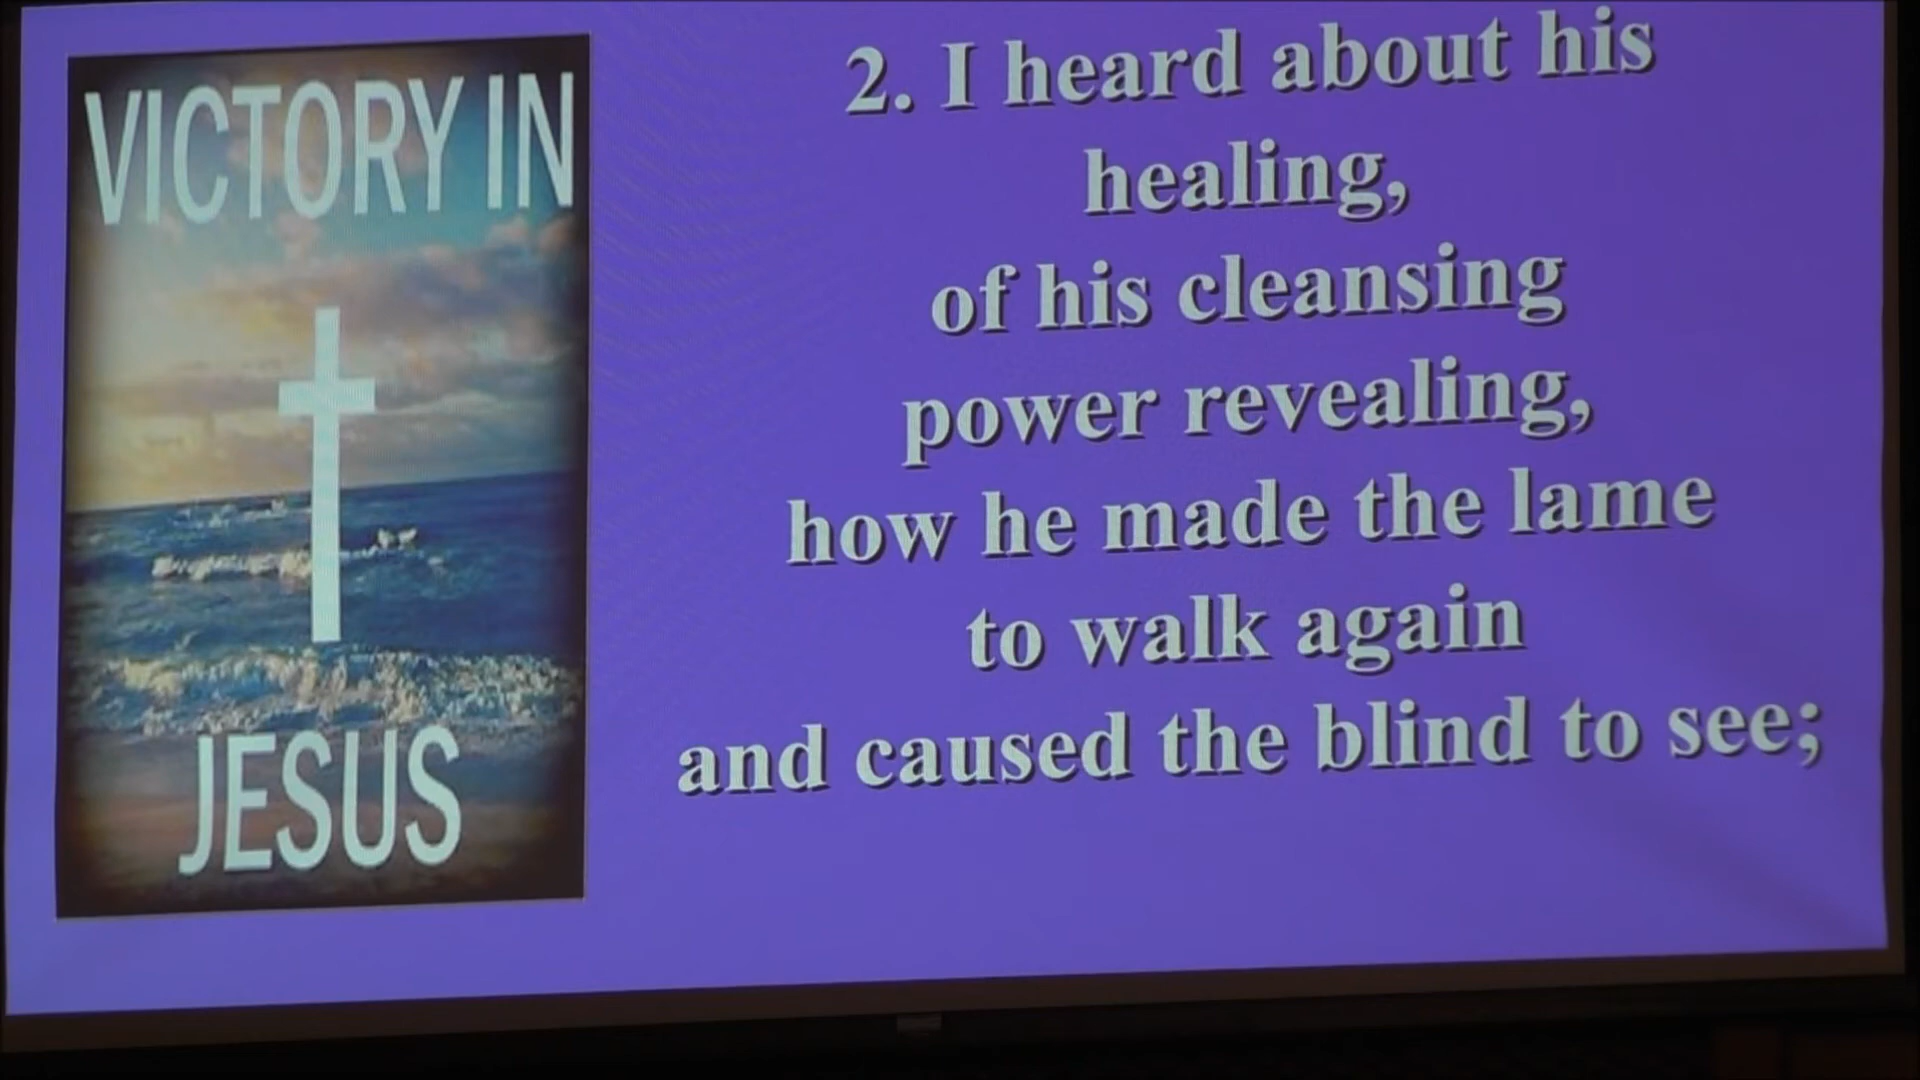 VICTORY IN
JESUS
2. I heard about his
healing,
of his cleansing
power revealing,
how he made the lame
to walk again
and caused the blind to see;